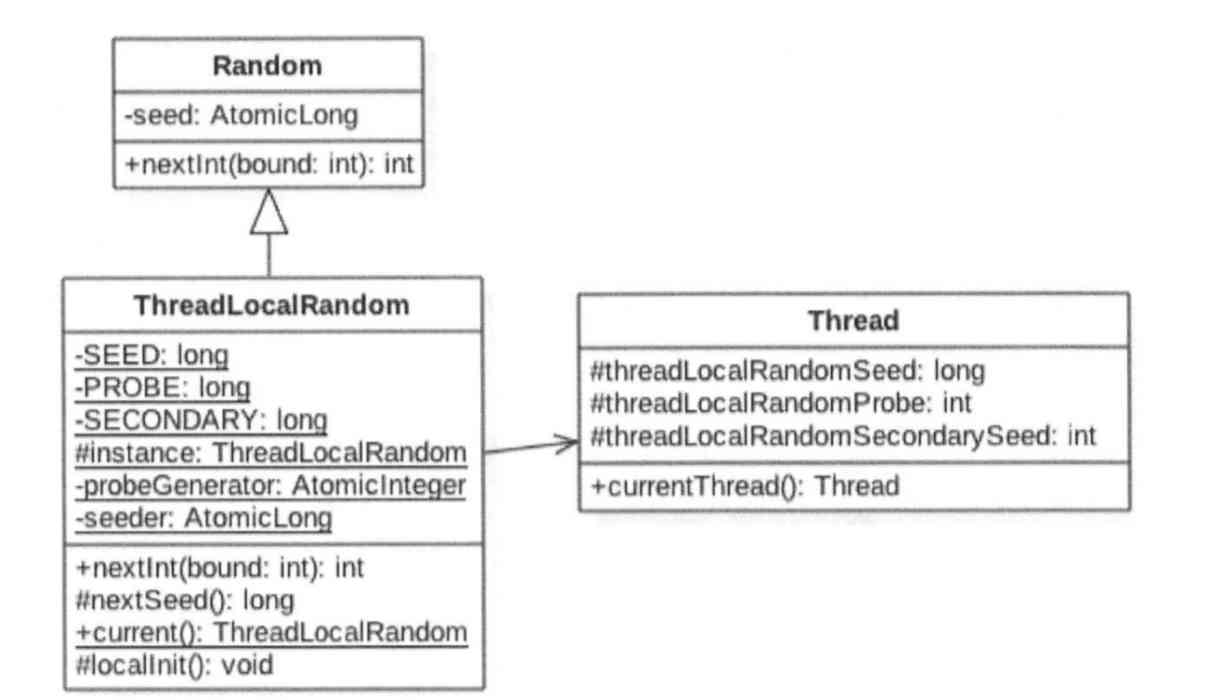 Random
-seed: AtomicLong
+nextInt(bound: int): int
ThreadLocalRandom
-SEED: long
-PROBE: long
-SECONDARY: long
#instance: ThreadLocalRandom
-probeGenerator: AtomicInteger
-seeder: AtomicLong
+nextInt(bound: int): int
#nextSeed(): long
+current(): ThreadLocalRandom
#localInit(): void
Thread
#threadLocalRandomSeed: long
#threadLocalRandomProbe: int
#threadLocalRandomSecondarySeed: int
+currentThread(): Thread